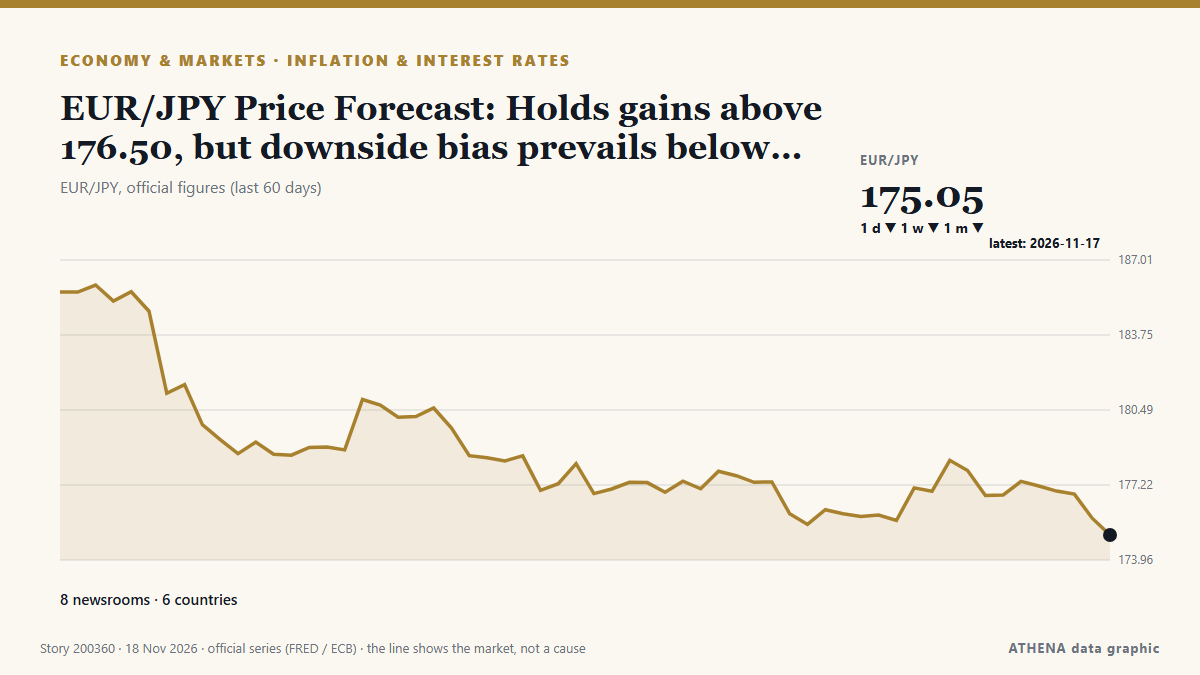 ECONOMY & MARKETS · INFLATION & INTEREST RATES
EUR/JPY Price Forecast: Holds gains above
176.50, but downside bias prevails below...
EUR/JPY, official figures (last 60 days)
EUR/JPY
175.05
1 d ▼ 1 w ▼ 1 m ▼
latest: 2026-11-17
187.01
183.75
180.49
177.22
173.96
8 newsrooms · 6 countries
Story 200360 · 18 Nov 2026 · official series (FRED / ECB) · the line shows the market, not a cause
ATHENA data graphic